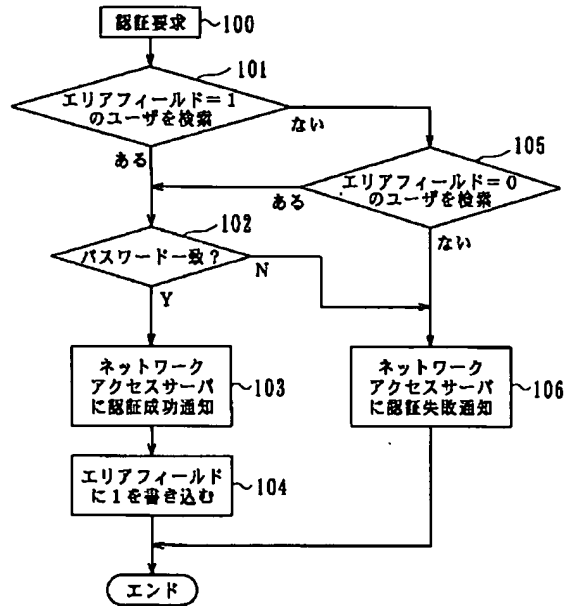 認証要求
100
101
エリアフィールド＝1
のユーザを検索
ない
ある
105
エリアフィールド＝0
のユーザを検索
ある
ない
102
パスワード一致？
N
Y
ネットワーク
アクセスサーバ
に認証成功通知
103
ネットワーク
アクセスサーバ
に認証失敗通知
106
エリアフィールド
に1を書き込む
104
エンド